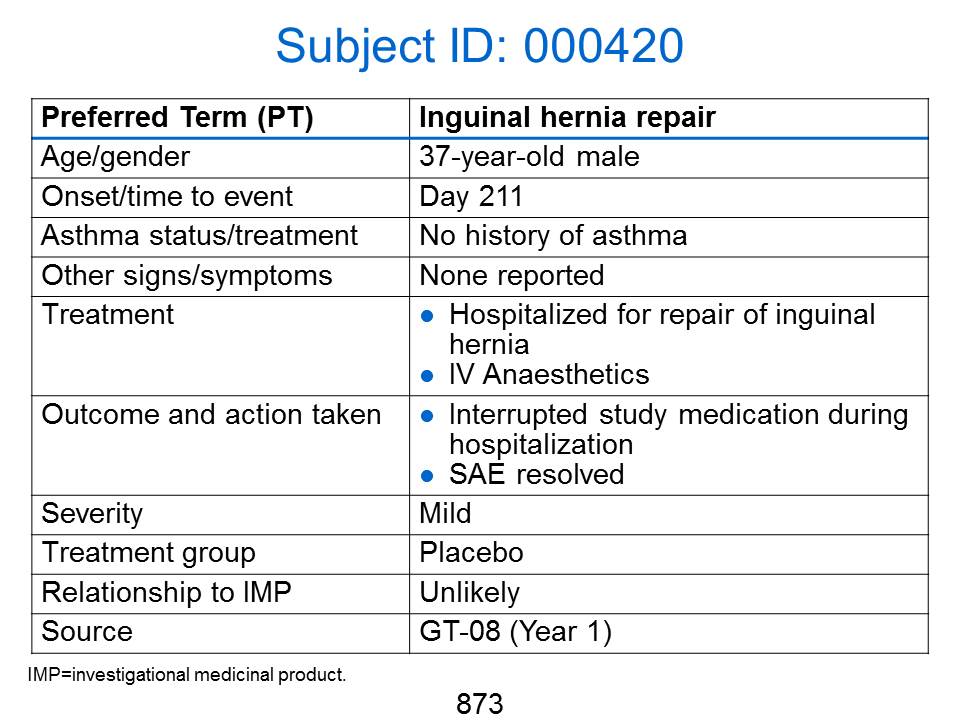 Subject ID: 000420
Preferred Term (PT) Inguinal hernia repair
Age/gender 37-year-old male
Onset/time to event Day 211
Asthma status/treatment No history of asthma
Other signs/symptoms None reported
Treatment ● Hospitalized for repair of inguinal
hernia
● IV Anaesthetics
Outcome and action taken ● Interrupted study medication during
hospitalization
● SAE resolved
Severity Mild
Treatment group Placebo
Relationship to IMP Unlikely
Source GT-08 (Year 1)
IMP=investigational medicinal product.
873